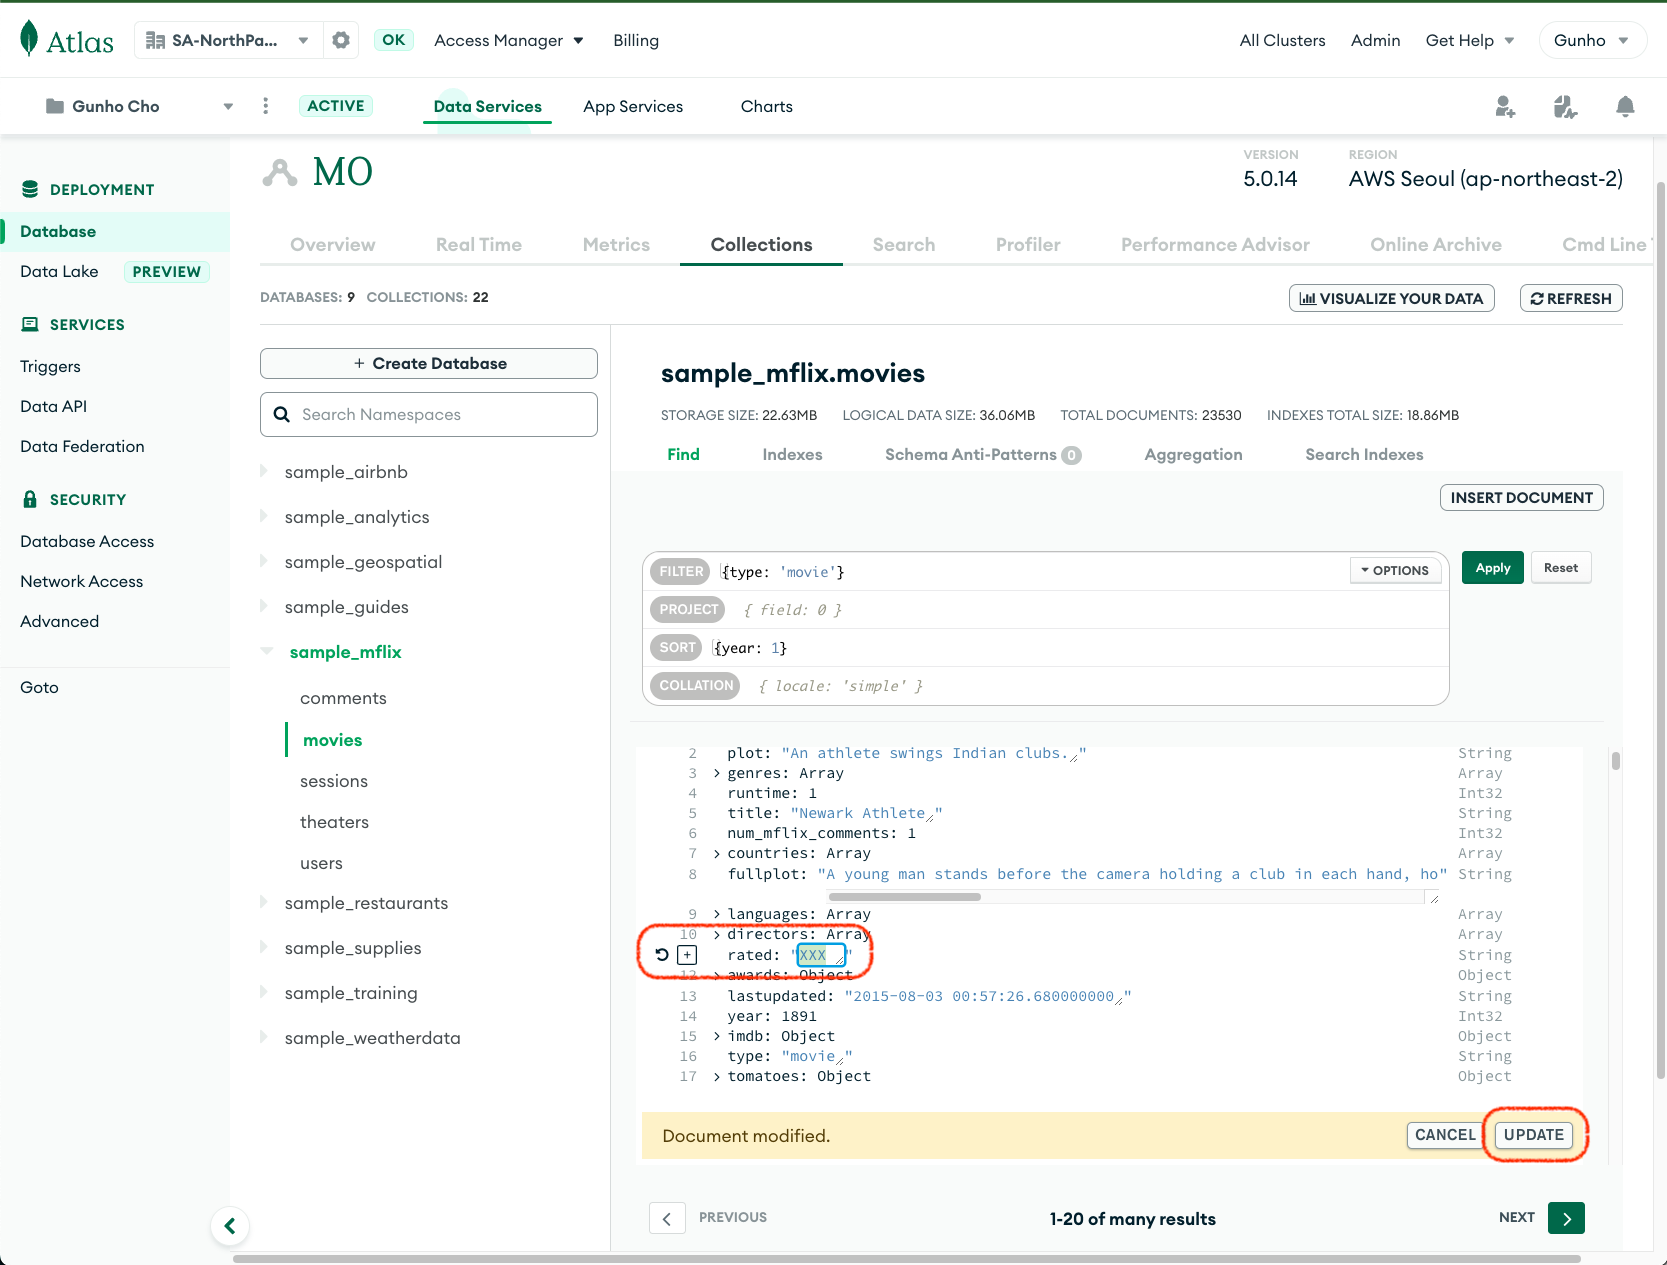 Atlas
SA-NorthPa...
OK
Access Manager
Billing
All Clusters
Admin
Get Help
Gunho
Gunho Cho
ACTIVE
Data Services
App Services
Charts
DEPLOYMENT
Database
Data Lake PREVIEW
SERVICES
Triggers
Data API
Data Federation
SECURITY
Database Access
Network Access
Advanced
Goto
MO
VERSION
5.0.14
REGION
AWS Seoul (ap-northeast-2)
Overview
Real Time
Metrics
Collections
Search
Profiler
Performance Advisor
Online Archive
Cmd Line
DATABASES: 9 COLLECTIONS: 22
VISUALIZE YOUR DATA
REFRESH
+ Create Database
Search Namespaces
sample_airbnb
sample_analytics
sample_geospatial
sample_guides
sample_mflix
comments
movies
sessions
theaters
users
sample_restaurants
sample_supplies
sample_training
sample_weatherdata
sample_mflix.movies
STORAGE SIZE: 22.63MB LOGICAL DATA SIZE: 36.06MB TOTAL DOCUMENTS: 23530 INDEXES TOTAL SIZE: 18.86MB
Find
Indexes
Schema Anti-Patterns 0
Aggregation
Search Indexes
INSERT DOCUMENT
FILTER {type: 'movie'}
OPTIONS
Apply
Reset
PROJECT { field: 0 }
SORT {year: 1}
COLLATION { locale: 'simple' }
2 plot: "An athlete swings Indian clubs." String
3 > genres: Array Array
4 runtime: 1 Int32
5 title: "Newark Athlete" String
6 num_mflix_comments: 1 Int32
7 > countries: Array Array
8 fullplot: "A young man stands before the camera holding a club in each hand, ho" String
9 > languages: Array Array
10 > directors: Array Array
+ rated: "XXX" String
12 > awards: Object Object
13 lastupdated: "2015-08-03 00:57:26.680000000" String
14 year: 1891 Int32
15 > imdb: Object Object
16 type: "movie" String
17 > tomatoes: Object Object
Document modified.
CANCEL
UPDATE
PREVIOUS
1-20 of many results
NEXT